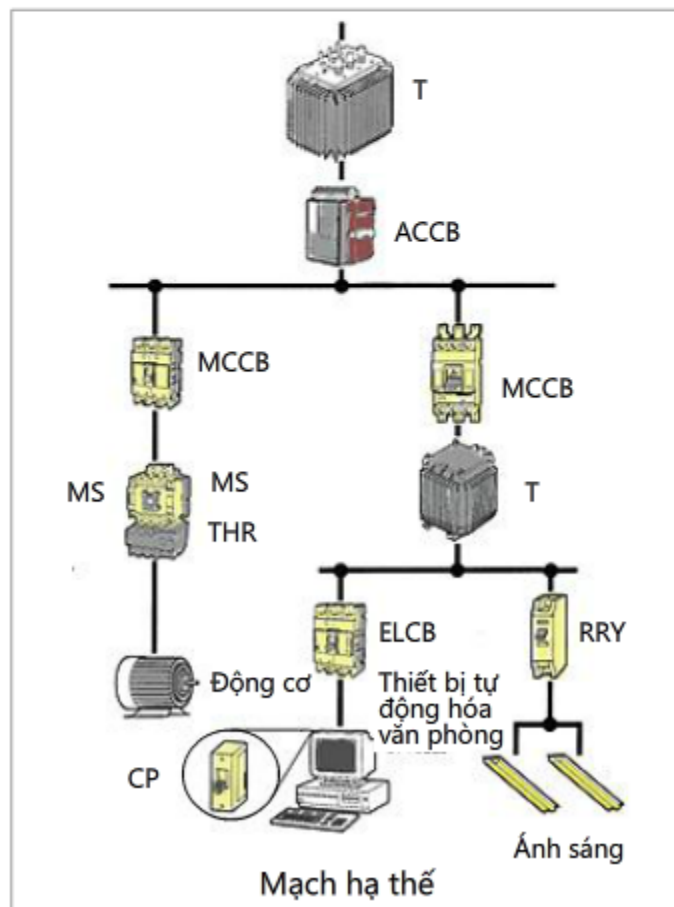 T
ACCB
MCCB
MCCB
MS
MS
THR
T
ELCB
RRY
Động cơ
Thiết bị tự
động hóa
văn phòng
CP
Ánh sáng
Mạch hạ thế